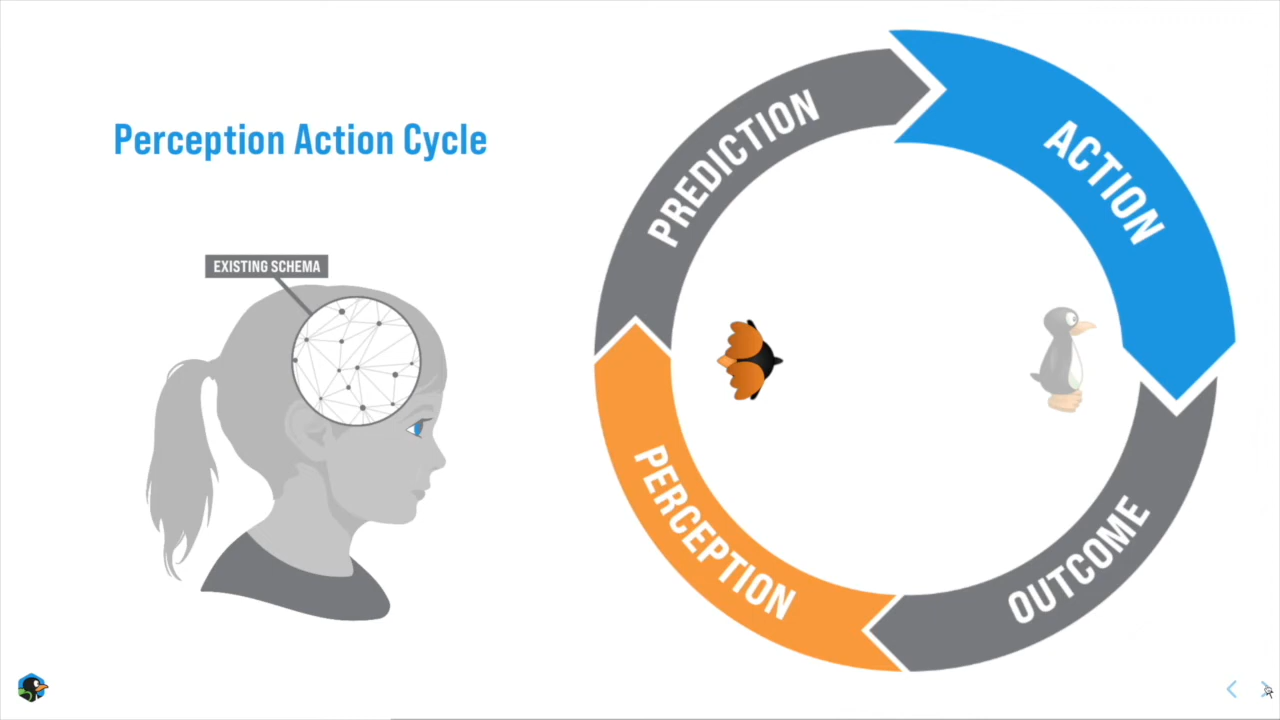 Perception Action Cycle
EXISTING SCHEMA
PREDICTION
ACTION
OUTCOME
PERCEPTION